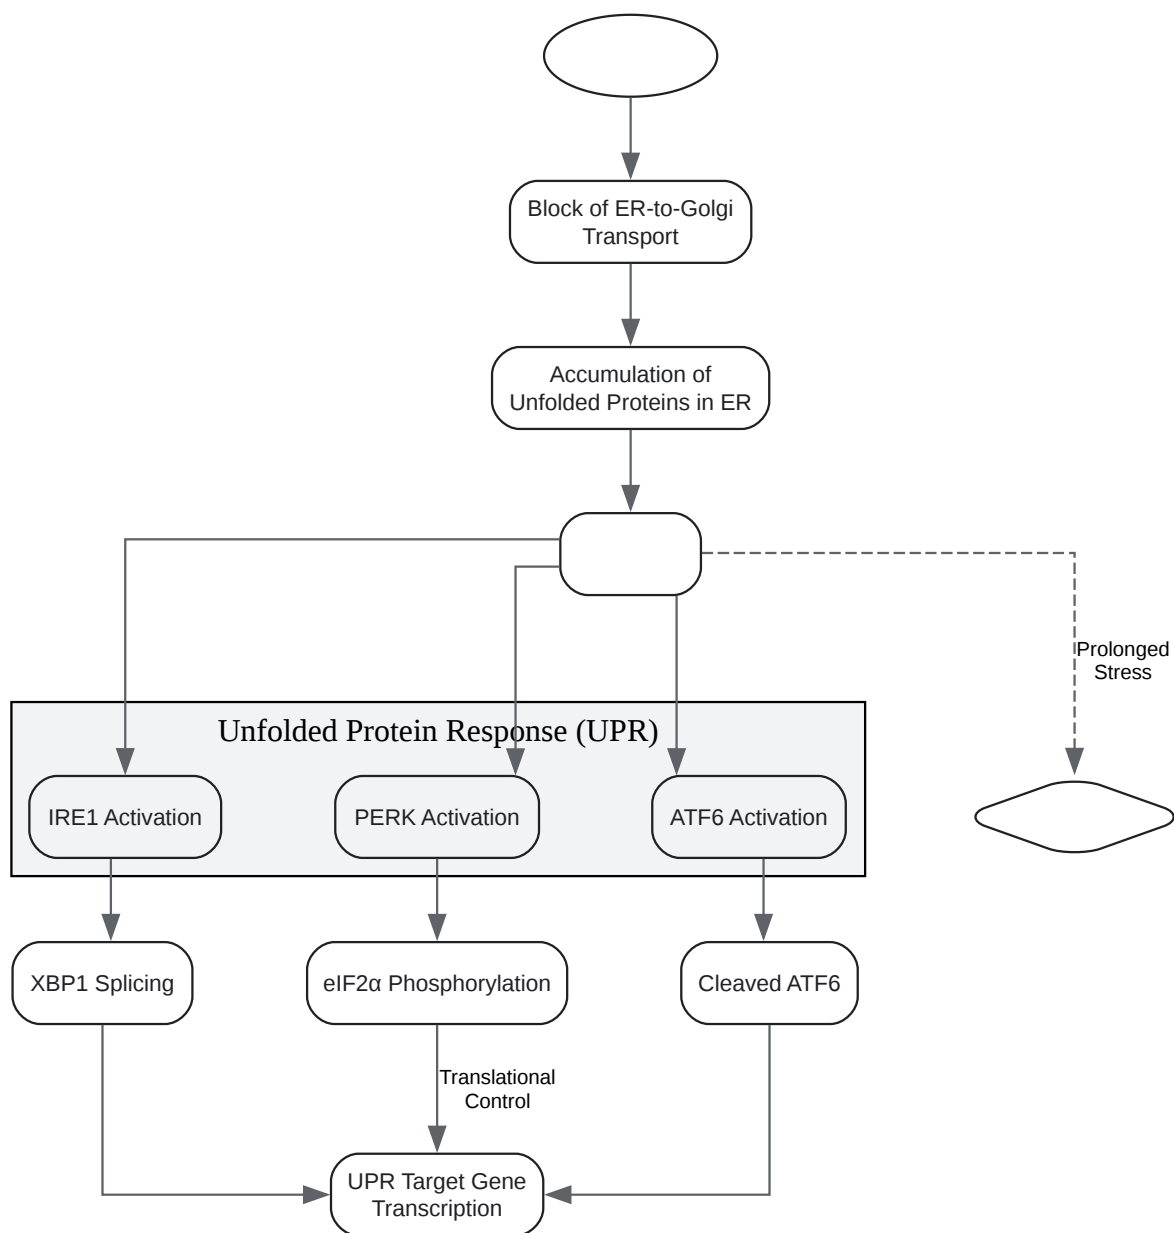 Block of ER-to-Golgi
Transport
Accumulation of
Unfolded Proteins in ER
Prolonged
Stress
Unfolded Protein Response (UPR)
IRE1 Activation
PERK Activation
ATF6 Activation
XBP1 Splicing
eIF2α Phosphorylation
Cleaved ATF6
Translational
Control
UPR Target Gene
Transcription